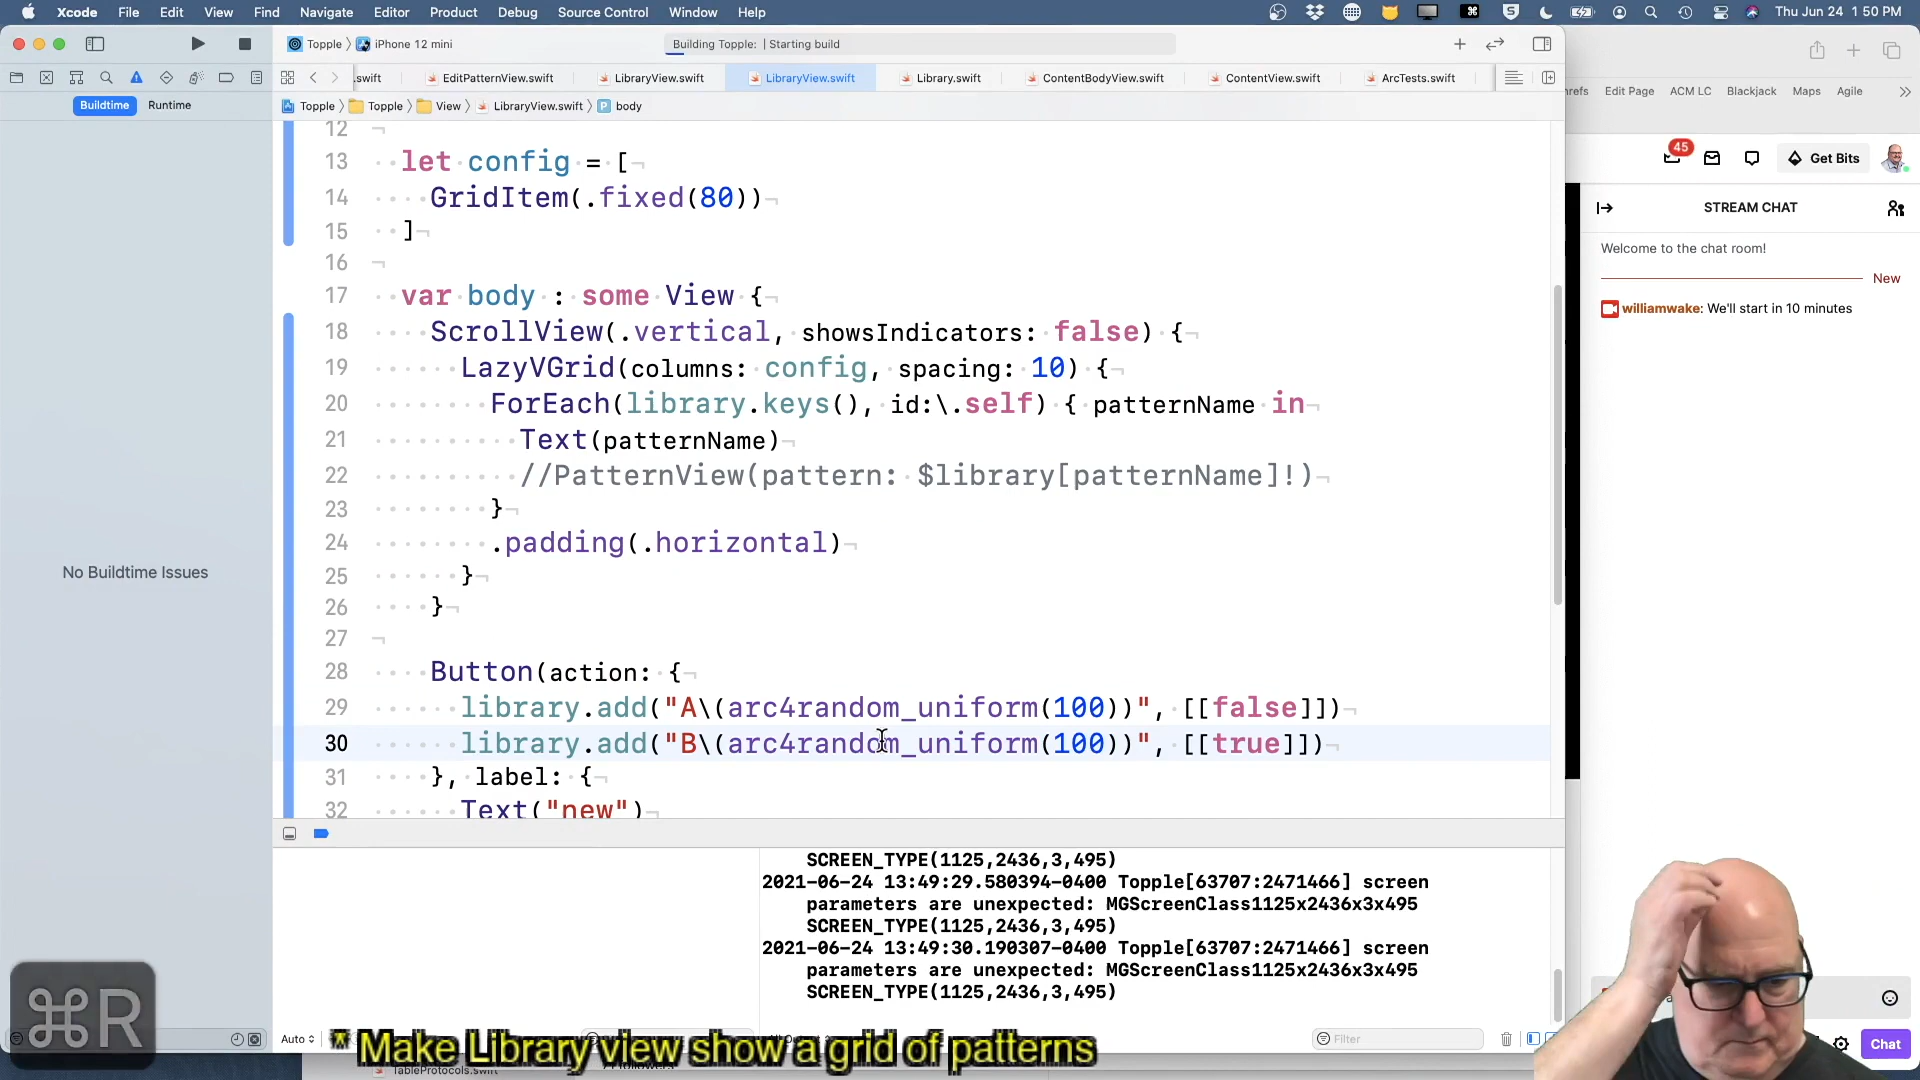 Xcode File Edit View Find Navigate Editor Product Debug Source Control Window Help
Thu Jun 24 1 50 PM
Topple iPhone 12 mini
Building Topple: | Starting build
.swift EditPatternView.swift LibraryView.swift LibraryView.swift Library.swift ContentBodyView.swift ContentView.swift ArcTests.swift
Buildtime Runtime
Topple Topple View LibraryView.swift P body
No Buildtime Issues
12
13 let config = [
14 GridItem(.fixed(80))
15 ]
16
17 var body : some View {
18 ScrollView(.vertical, showsIndicators: false) {
19 LazyVGrid(columns: config, spacing: 10) {
20 ForEach(library.keys(), id:\.self) { patternName in
21 Text(patternName)
22 //PatternView(pattern: $library[patternName]!)
23 }
24 .padding(.horizontal)
25 }
26 }
27
28 Button(action: {
29 library.add("A\(arc4random_uniform(100))", [[false]])
30 library.add("B\(arc4random_uniform(100))", [[true]])
31 }, label: {
32 Text("new")
SCREEN_TYPE(1125,2436,3,495)
2021-06-24 13:49:29.580394-0400 Topple[63707:2471466] screen
parameters are unexpected: MGScreenClass1125x2436x3x495
SCREEN_TYPE(1125,2436,3,495)
2021-06-24 13:49:30.190307-0400 Topple[63707:2471466] screen
parameters are unexpected: MGScreenClass1125x2436x3x495
SCREEN_TYPE(1125,2436,3,495)
⌘R
Auto
Filter
* Make Library view show a grid of patterns
TableProtocols.swift
Edit Page ACM LC Blackjack Maps Agile
45
Get Bits
STREAM CHAT
Welcome to the chat room!
New
williamwake: We'll start in 10 minutes
Chat